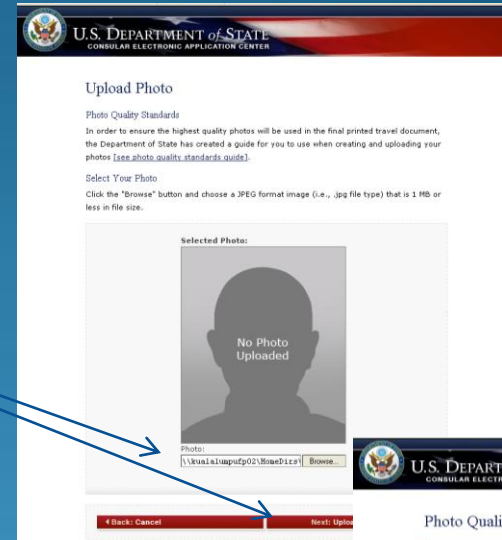 U.S. DEPARTMENT of STATE
CONSULAR ELECTRONIC APPLICATION CENTER
Upload Photo
Photo Quality Standards
In order to ensure the highest quality photos will be used in the final printed travel document,
the Department of State has created a guide for you to use when creating and uploading your
photos [see photo quality standards guide].
Select Your Photo
Click the "Browse" button and choose a JPEG format image (i.e., .jpg file type) that is 1 MB or
less in file size.
Selected Photo:
No Photo
Uploaded
Photo:
\\kualalumpufp02\HomeDirs\ Browse...
Back: Cancel
Next: Uploa
U.S. DEPART
CONSULAR ELECTR
Photo Quali